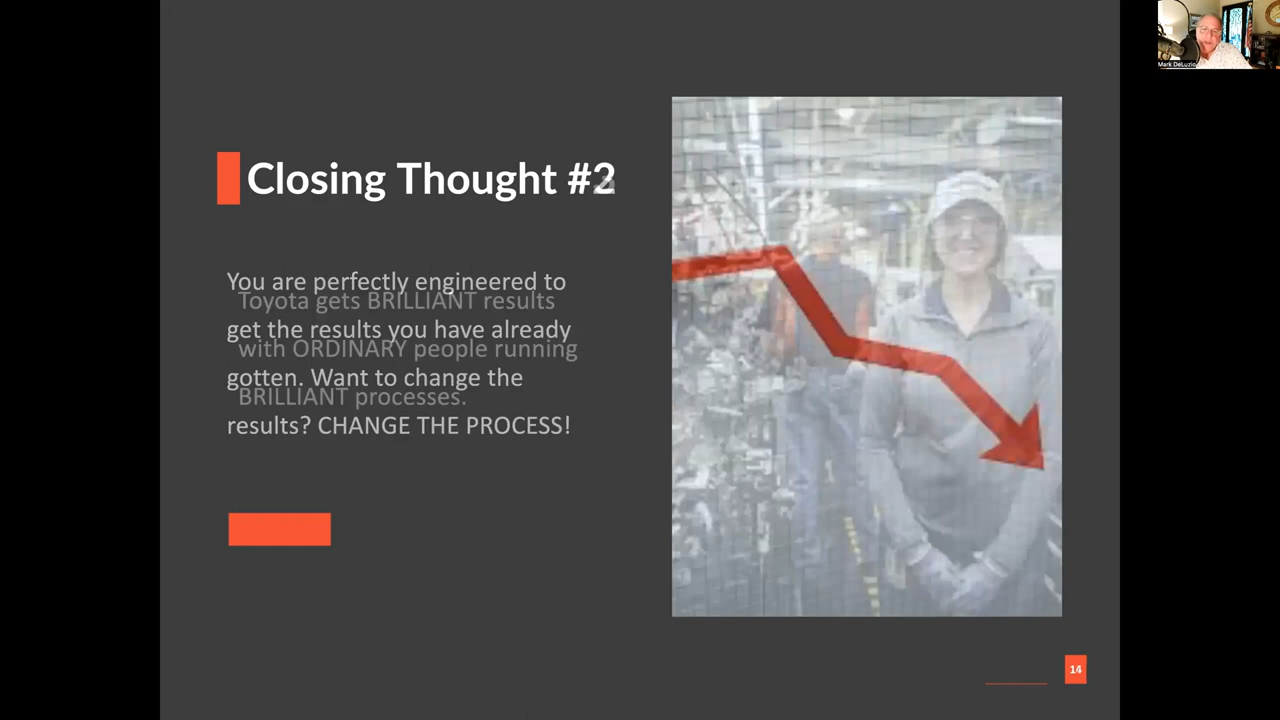 Closing Thought #2
You are perfectly engineered to
Toyota gets BRILLIANT results
get the results you have already
with ORDINARY people running
gotten. Want to change the
BRILLIANT processes.
results? CHANGE THE PROCESS!
14
Mark DeLuzio